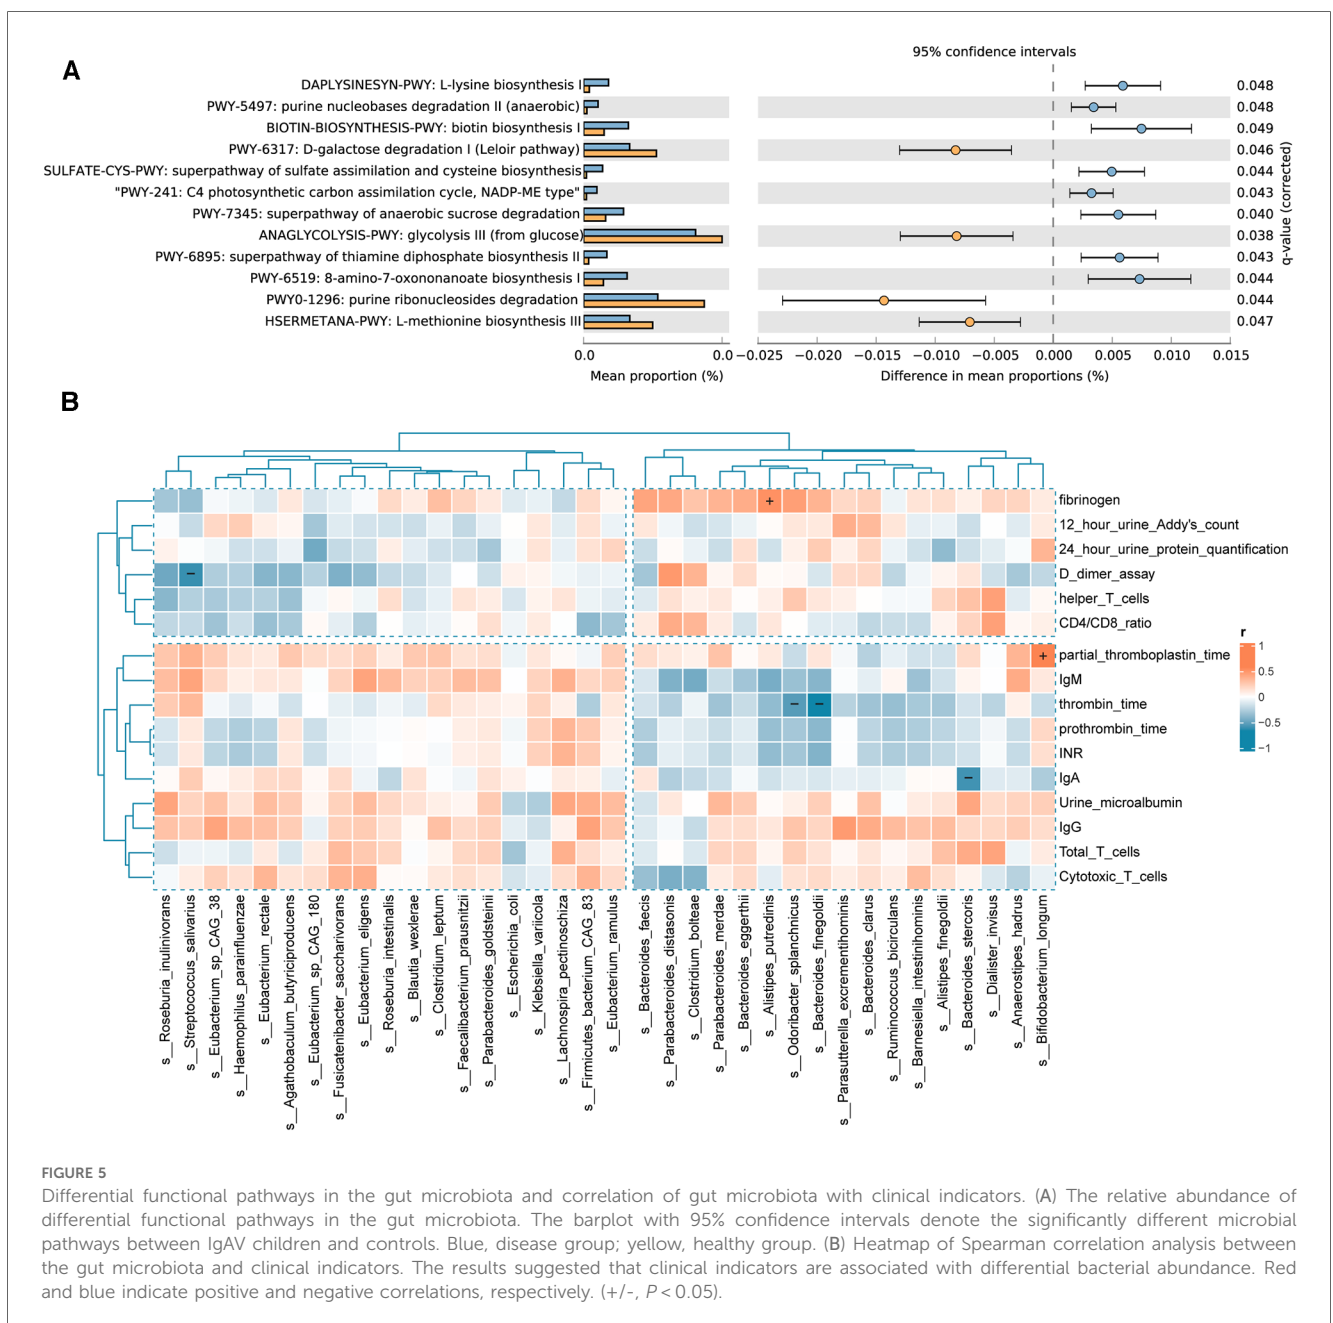 A
95% confidence intervals
DAPLYSINESYN-PWY: L-lysine biosynthesis I
0.048
PWY-5497: purine nucleobases degradation II (anaerobic)
0.048
BIOTIN-BIOSYNTHESIS-PWY: biotin biosynthesis I
0.049
PWY-6317: D-galactose degradation I (Leloir pathway)
0.046
SULFATE-CYS-PWY: superpathway of sulfate assimilation and cysteine biosynthesis
0.044
"PWY-241: C4 photosynthetic carbon assimilation cycle, NADP-ME type"
0.043
PWY-7345: superpathway of anaerobic sucrose degradation
0.040
ANAGLYCOLYSIS-PWY: glycolysis III (from glucose)
0.038
PWY-6895: superpathway of thiamine diphosphate biosynthesis II
0.043
PWY-6519: 8-amino-7-oxononanoate biosynthesis I
0.044
PWY0-1296: purine ribonucleosides degradation
0.044
HSERMETANA-PWY: L-methionine biosynthesis III
0.047
q-value (corrected)
0.0 0.0 −0.025 −0.020 −0.015 −0.010 −0.005 0.000 0.005 0.010 0.015
Mean proportion (%)
Difference in mean proportions (%)
B
+ fibrinogen
12_hour_urine_Addy's_count
24_hour_urine_protein_quantification
− D_dimer_assay
helper_T_cells
CD4/CD8_ratio
+ partial_thromboplastin_time
IgM
− − thrombin_time
prothrombin_time
INR
− IgA
Urine_microalbumin
IgG
Total_T_cells
Cytotoxic_T_cells
r
1
0.5
0
−0.5
−1
s__Roseburia_inulinivorans
s__Streptococcus_salivarius
s__Eubacterium_sp_CAG_38
s__Haemophilus_parainfluenzae
s__Eubacterium_rectale
s__Agathobaculum_butyriciproducens
s__Eubacterium_sp_CAG_180
s__Fusicatenibacter_saccharivorans
s__Eubacterium_eligens
s__Roseburia_intestinalis
s__Blautia_wexlerae
s__Clostridium_leptum
s__Faecalibacterium_prausnitzii
s__Parabacteroides_goldsteinii
s__Escherichia_coli
s__Klebsiella_variicola
s__Lachnospira_pectinoschiza
s__Firmicutes_bacterium_CAG_83
s__Eubacterium_ramulus
s__Bacteroides_faecis
s__Parabacteroides_distasonis
s__Clostridium_bolteae
s__Parabacteroides_merdae
s__Bacteroides_eggerthii
s__Alistipes_putredinis
s__Odoribacter_splanchnicus
s__Bacteroides_finegoldii
s__Parasutterella_excrementihominis
s__Bacteroides_clarus
s__Ruminococcus_bicirculans
s__Barnesiella_intestinihominis
s__Alistipes_finegoldii
s__Bacteroides_stercoris
s__Dialister_invisus
s__Anaerostipes_hadrus
s__Bifidobacterium_longum
FIGURE 5
Differential functional pathways in the gut microbiota and correlation of gut microbiota with clinical indicators. (A) The relative abundance of
differential functional pathways in the gut microbiota. The barplot with 95% confidence intervals denote the significantly different microbial
pathways between IgAV children and controls. Blue, disease group; yellow, healthy group. (B) Heatmap of Spearman correlation analysis between
the gut microbiota and clinical indicators. The results suggested that clinical indicators are associated with differential bacterial abundance. Red
and blue indicate positive and negative correlations, respectively. (+/-, P < 0.05).